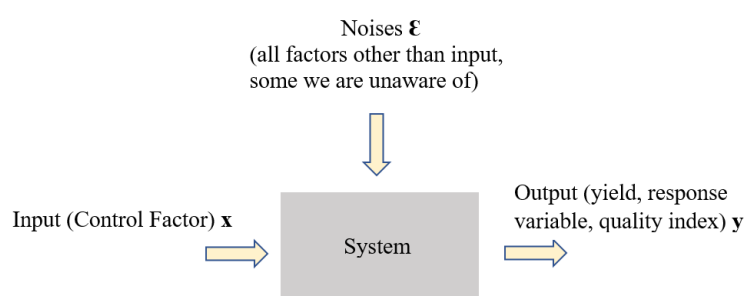 Noises ε
(all factors other than input,
some we are unaware of)
Input (Control Factor) x
System
Output (yield, response
variable, quality index) y